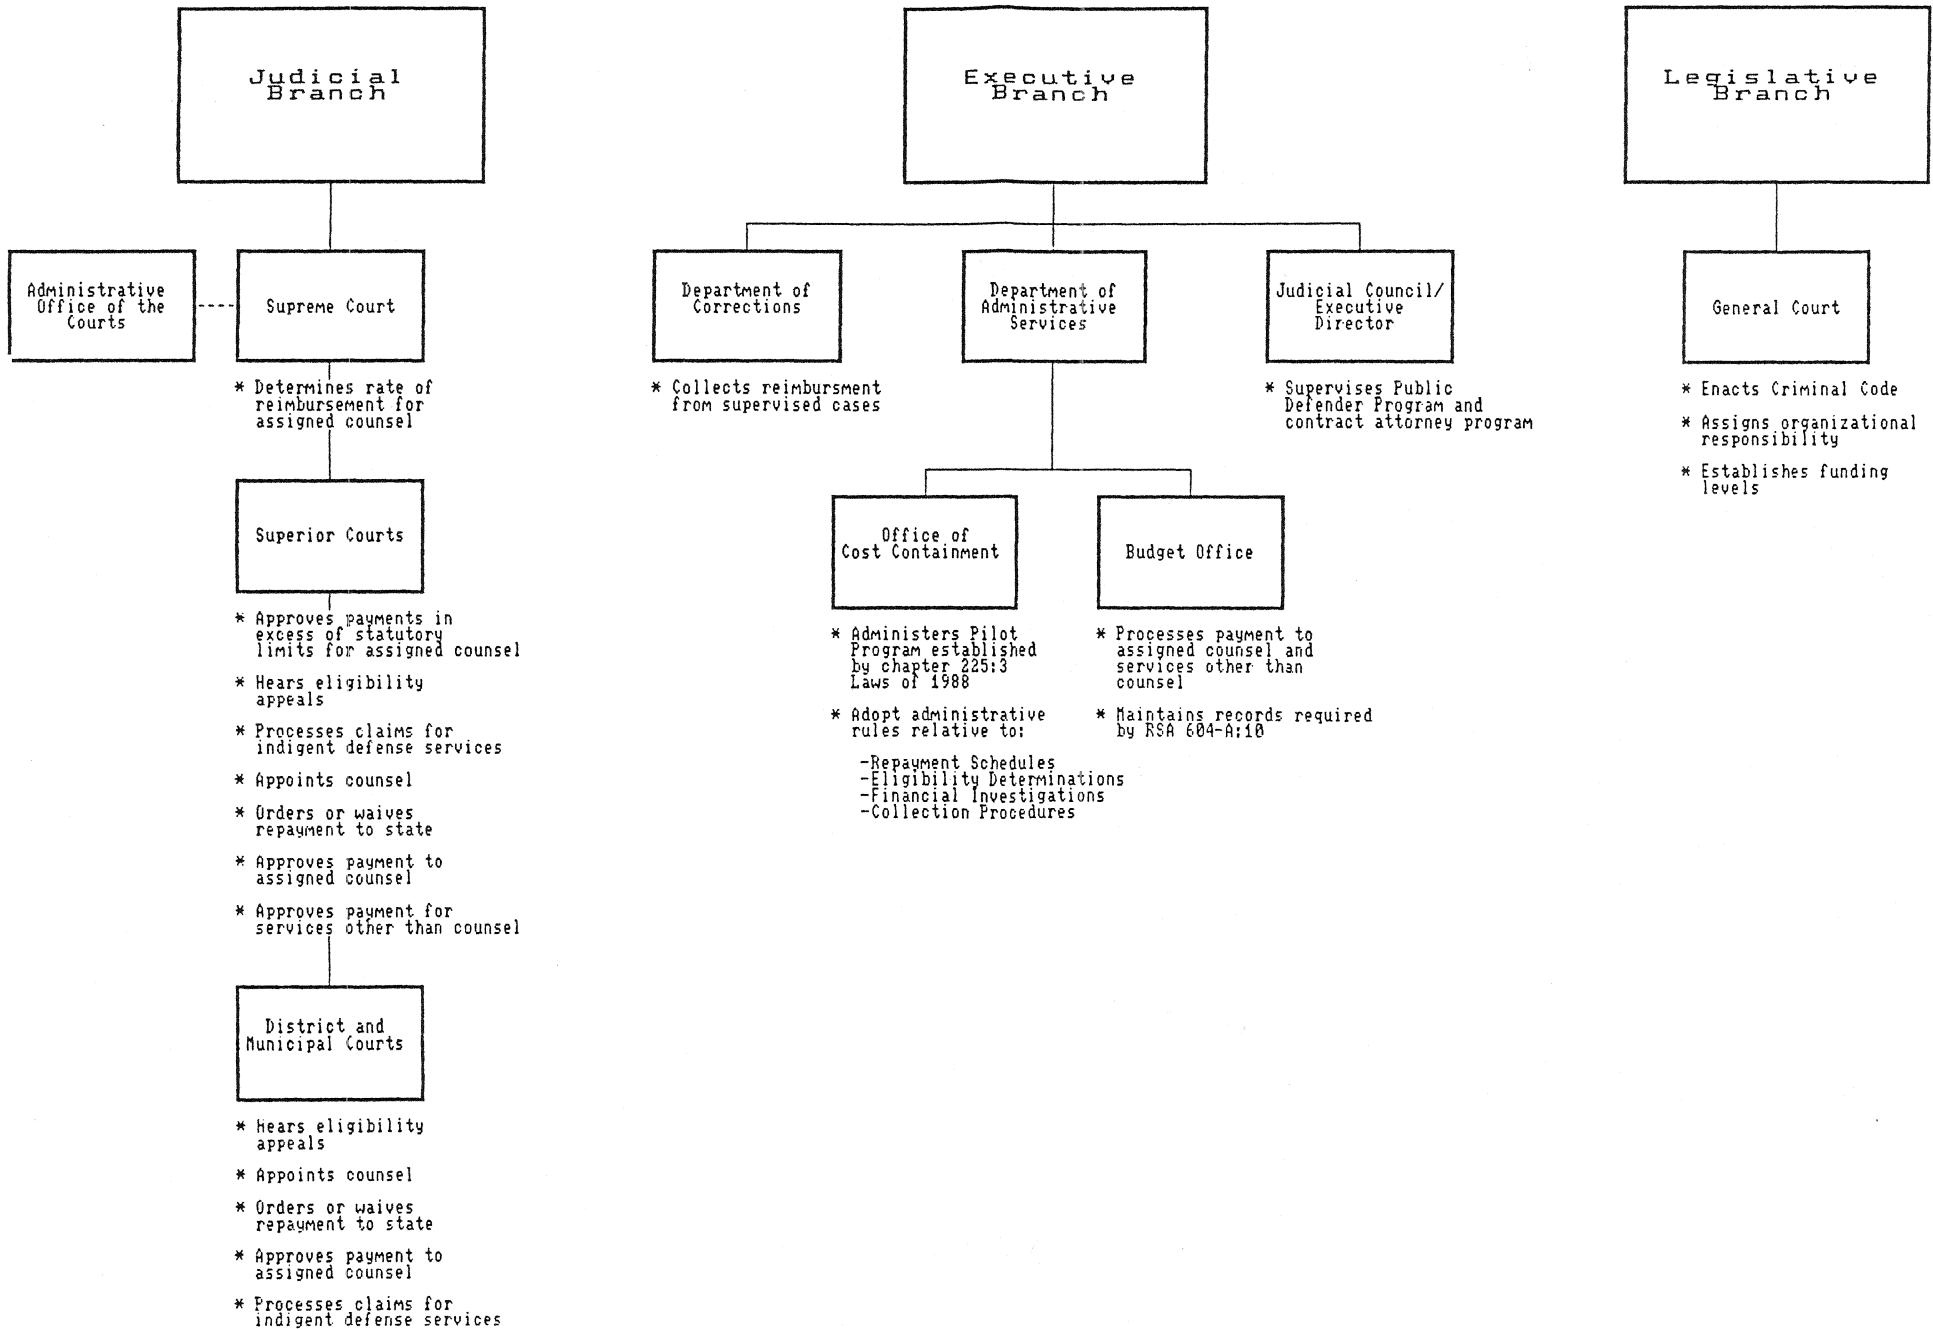 Judicial
Branch
Executive
Branch
Legislative
Branch
Administrative
Office of the
Courts
Supreme Court
* Determines rate of
reimbursement for
assigned counsel
Superior Courts
* Approves payments in
excess of statutory
limits for assigned counsel
* Hears eligibility
appeals
* Processes claims for
indigent defense services
* Appoints counsel
* Orders or waives
repayment to state
* Approves payment to
assigned counsel
* Approves payment for
services other than counsel
District and
Municipal Courts
* Hears eligibility
appeals
* Appoints counsel
* Orders or waives
repayment to state
* Approves payment to
assigned counsel
* Processes claims for
indigent defense services
Department of
Corrections
* Collects reimbursment
from supervised cases
Department of
Administrative
Services
Judicial Council/
Executive
Director
* Supervises Public
Defender Program and
contract attorney program
Office of
Cost Containment
* Administers Pilot
Program established
by chapter 225:3
Laws of 1988
* Adopt administrative
rules relative to:
-Repayment Schedules
-Eligibility Determinations
-Financial Investigations
-Collection Procedures
Budget Office
* Processes payment to
assigned counsel and
services other than
counsel
* Maintains records required
by RSA 604-A:10
General Court
* Enacts Criminal Code
* Assigns organizational
responsibility
* Establishes funding
levels